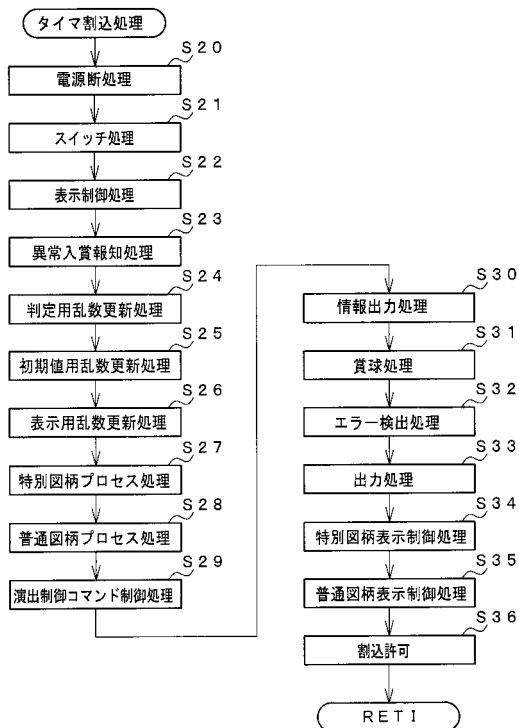 タイマ割込処理
S20
電源断処理
S21
スイッチ処理
S22
表示制御処理
S23
異常入賞報知処理
S24
判定用乱数更新処理
S25
初期値用乱数更新処理
S26
表示用乱数更新処理
S27
特別図柄プロセス処理
S28
普通図柄プロセス処理
S29
演出制御コマンド制御処理
S30
情報出力処理
S31
賞球処理
S32
エラー検出処理
S33
出力処理
S34
特別図柄表示制御処理
S35
普通図柄表示制御処理
S36
割込許可
RETI